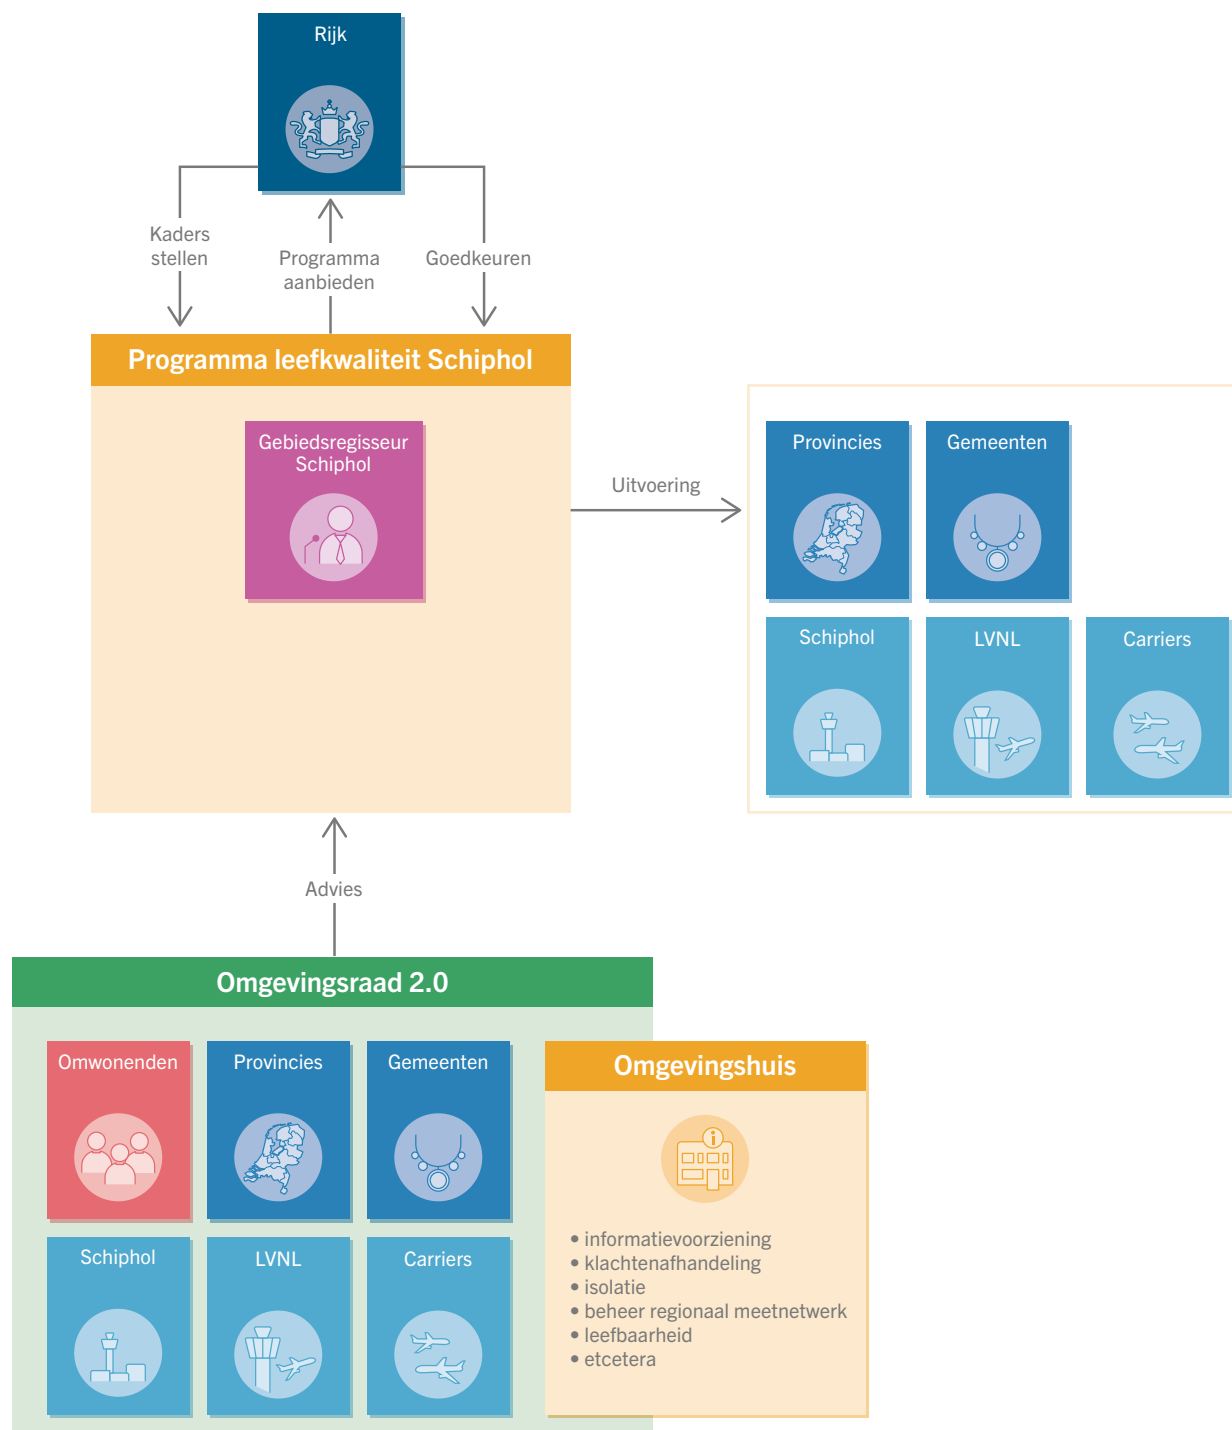 Rijk
Kaders
stellen
Programma
aanbieden
Goedkeuren
Programma leefkwaliteit Schiphol
Gebiedsregisseur
Schiphol
Uitvoering
Provincies
Gemeenten
Schiphol
LVNL
Carriers
Advies
Omgevingsraad 2.0
Omwonenden
Provincies
Gemeenten
Schiphol
LVNL
Carriers
Omgevingshuis
• informatievoorziening
• klachtenafhandeling
• isolatie
• beheer regionaal meetnetwerk
• leefbaarheid
• etcetera